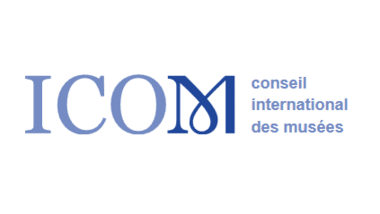 ICOM
conseil
international
des musées